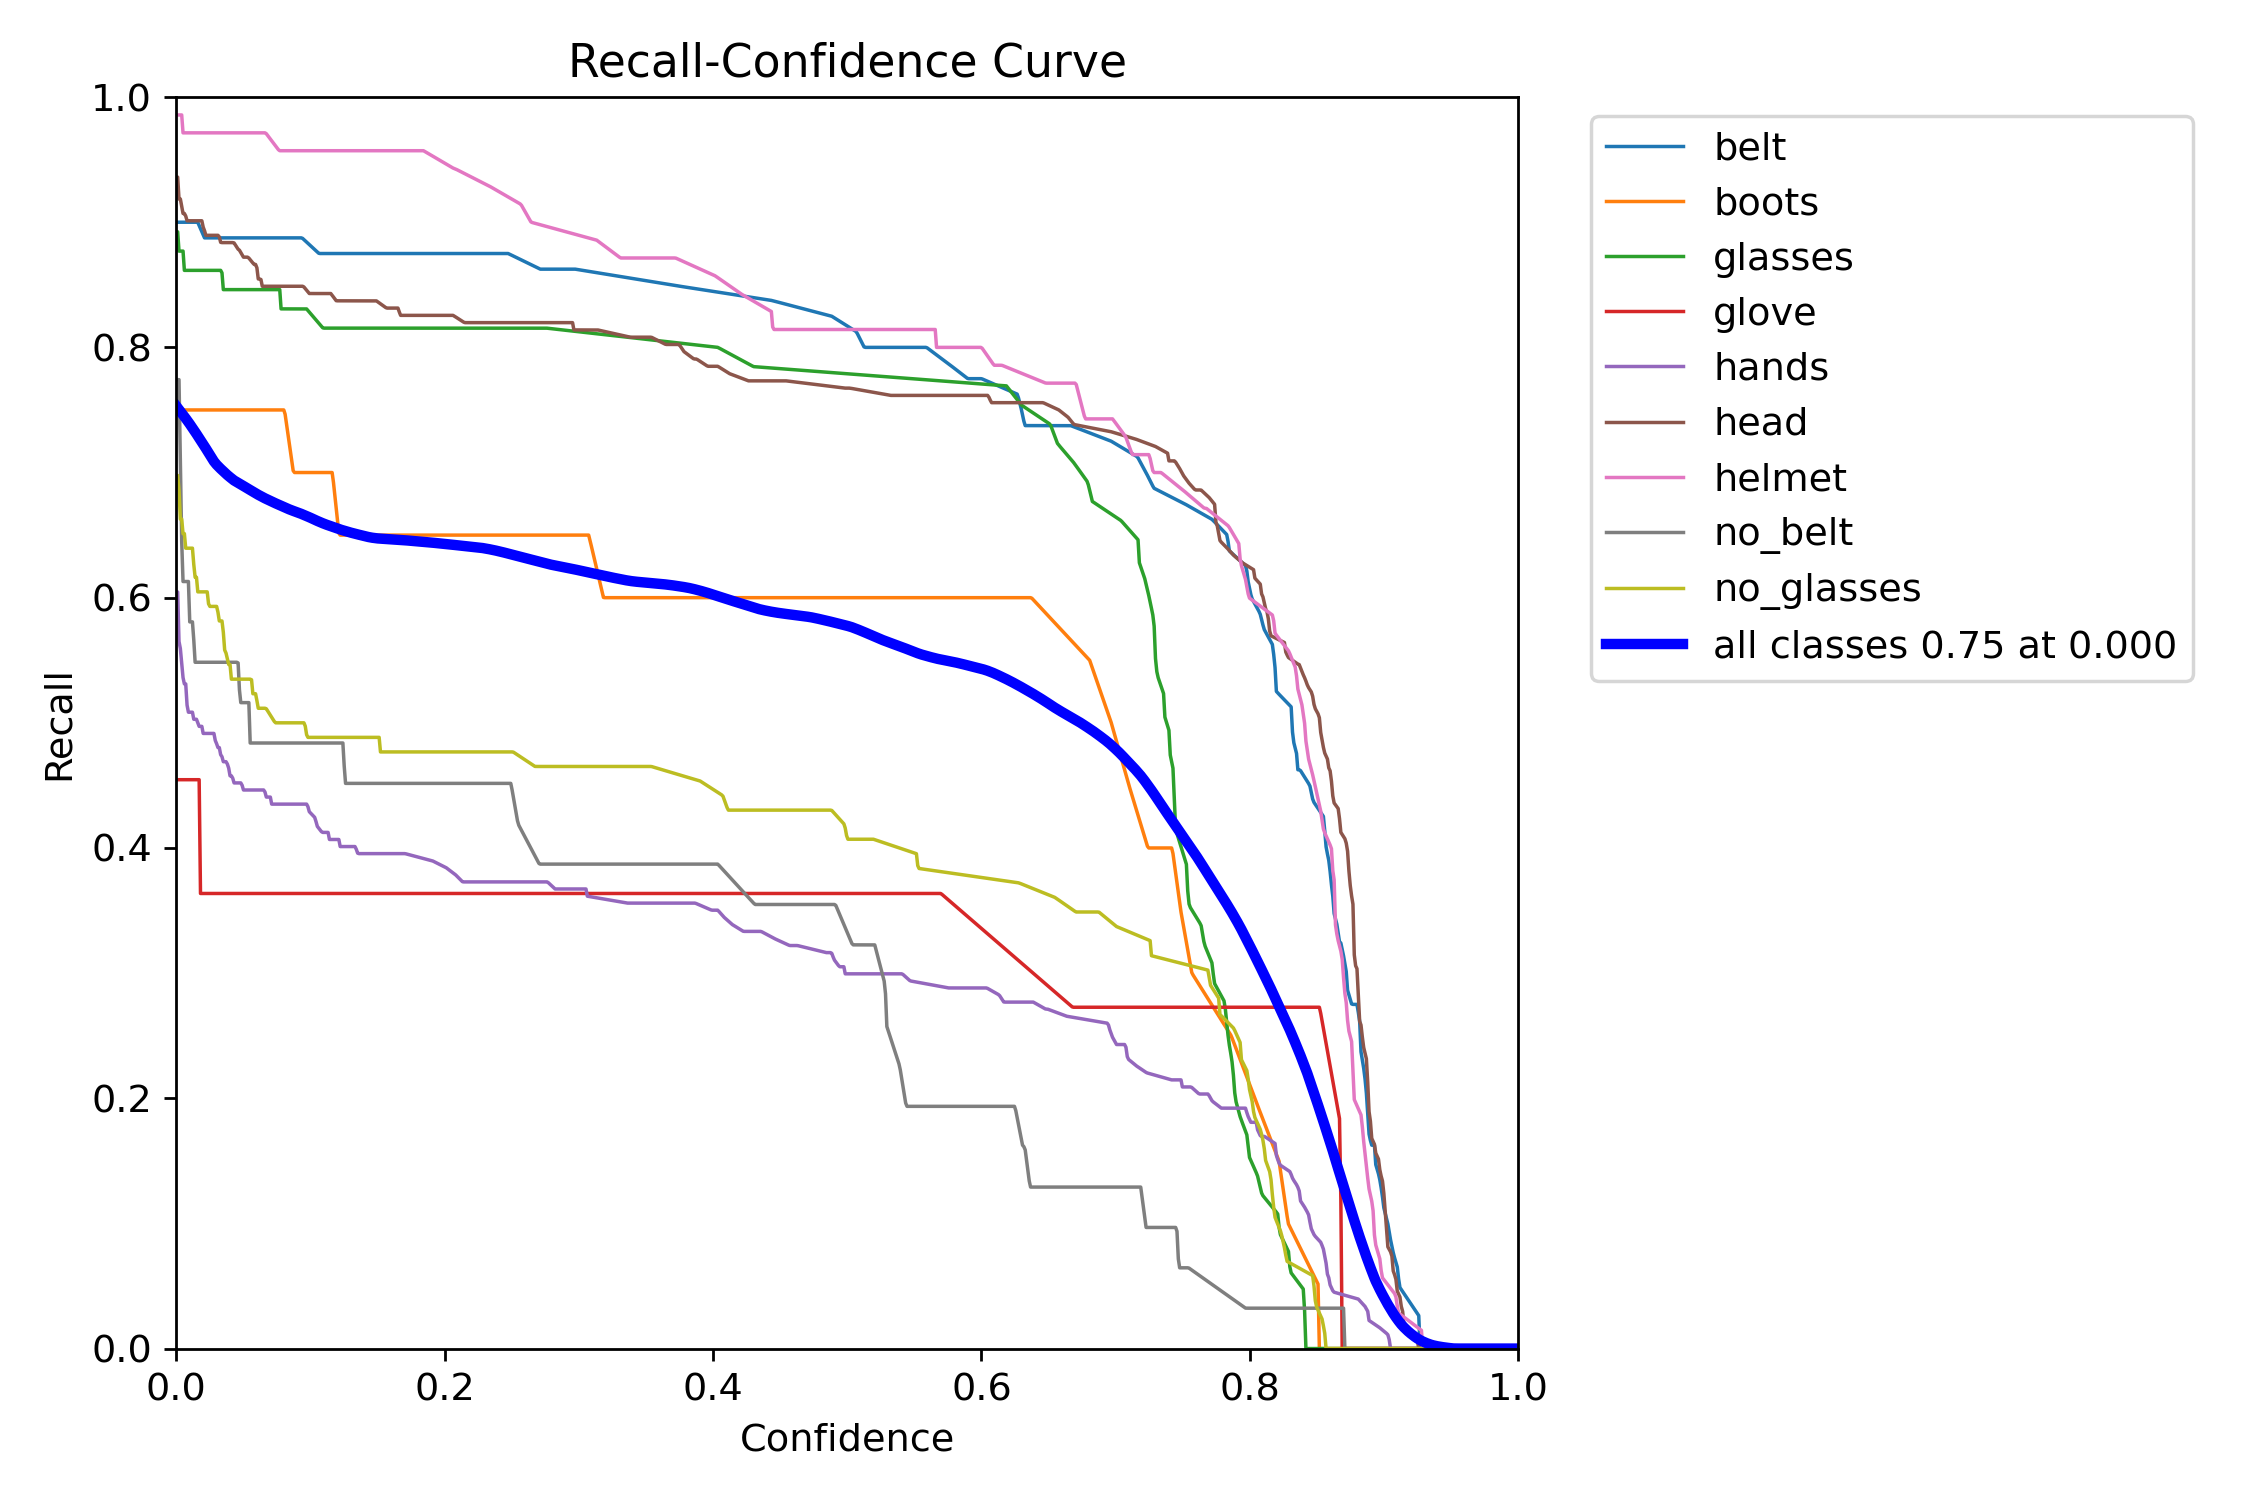 Recall-Confidence Curve
1.0
0.8
0.6
0.4
0.2
0.0
Recall
0.0 0.2 0.4 0.6 0.8 1.0
Confidence
belt
boots
glasses
glove
hands
head
helmet
no_belt
no_glasses
all classes 0.75 at 0.000